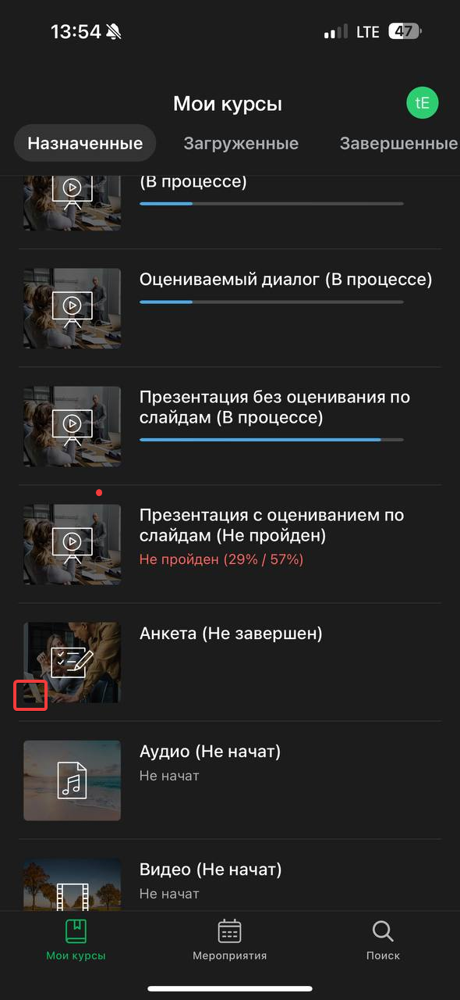 13:54
LTE
47
Мои курсы
tE
Назначенные
Загруженные
Завершенные
(В процессе)
Оцениваемый диалог (В процессе)
Презентация без оценивания по
слайдам (В процессе)
Презентация с оцениванием по
слайдам (Не пройден)
Не пройден (29% / 57%)
Анкета (Не завершен)
Аудио (Не начат)
Не начат
Видео (Не начат)
Не начат
Мои курсы
Мероприятия
Поиск